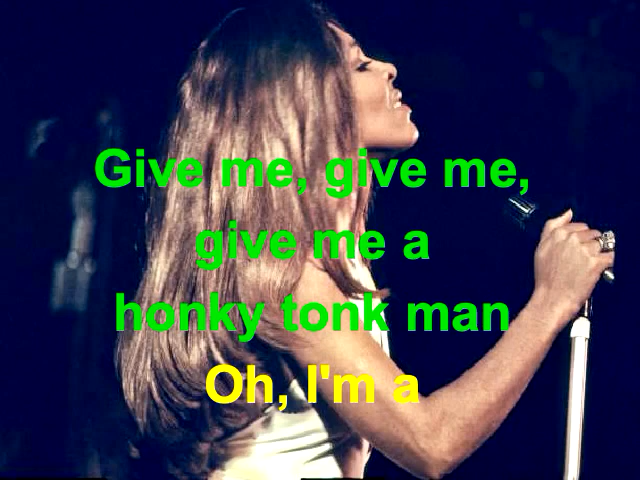 Give me, give me,
give me a
honky tonk man
Oh, I'm a